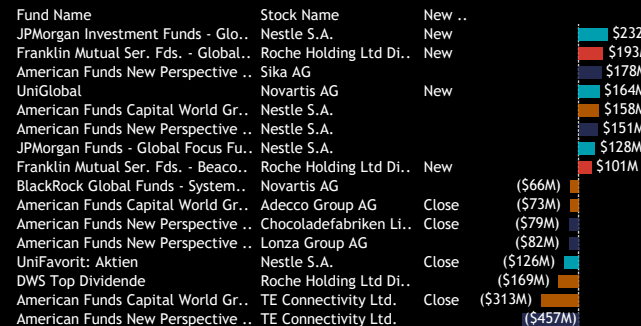 Fund Name Stock Name New ..
JPMorgan Investment Funds - Glo.. Nestle S.A. New $232
Franklin Mutual Ser. Fds. - Global.. Roche Holding Ltd Di.. New $193M
American Funds New Perspective .. Sika AG $178M
UniGlobal Novartis AG New $164M
American Funds Capital World Gr.. Nestle S.A. $158M
American Funds New Perspective .. Nestle S.A. $151M
JPMorgan Funds - Global Focus Fu.. Nestle S.A. $128M
Franklin Mutual Ser. Fds. - Beaco.. Roche Holding Ltd Di.. New $101M
BlackRock Global Funds - System.. Novartis AG ($66M)
American Funds Capital World Gr.. Adecco Group AG Close ($73M)
American Funds New Perspective .. Chocoladefabriken Li.. Close ($79M)
American Funds New Perspective .. Lonza Group AG ($82M)
UniFavorit: Aktien Nestle S.A. Close ($126M)
DWS Top Dividende Roche Holding Ltd Di.. ($169M)
American Funds Capital World Gr.. TE Connectivity Ltd. Close ($313M)
American Funds New Perspective .. TE Connectivity Ltd. ($457M)